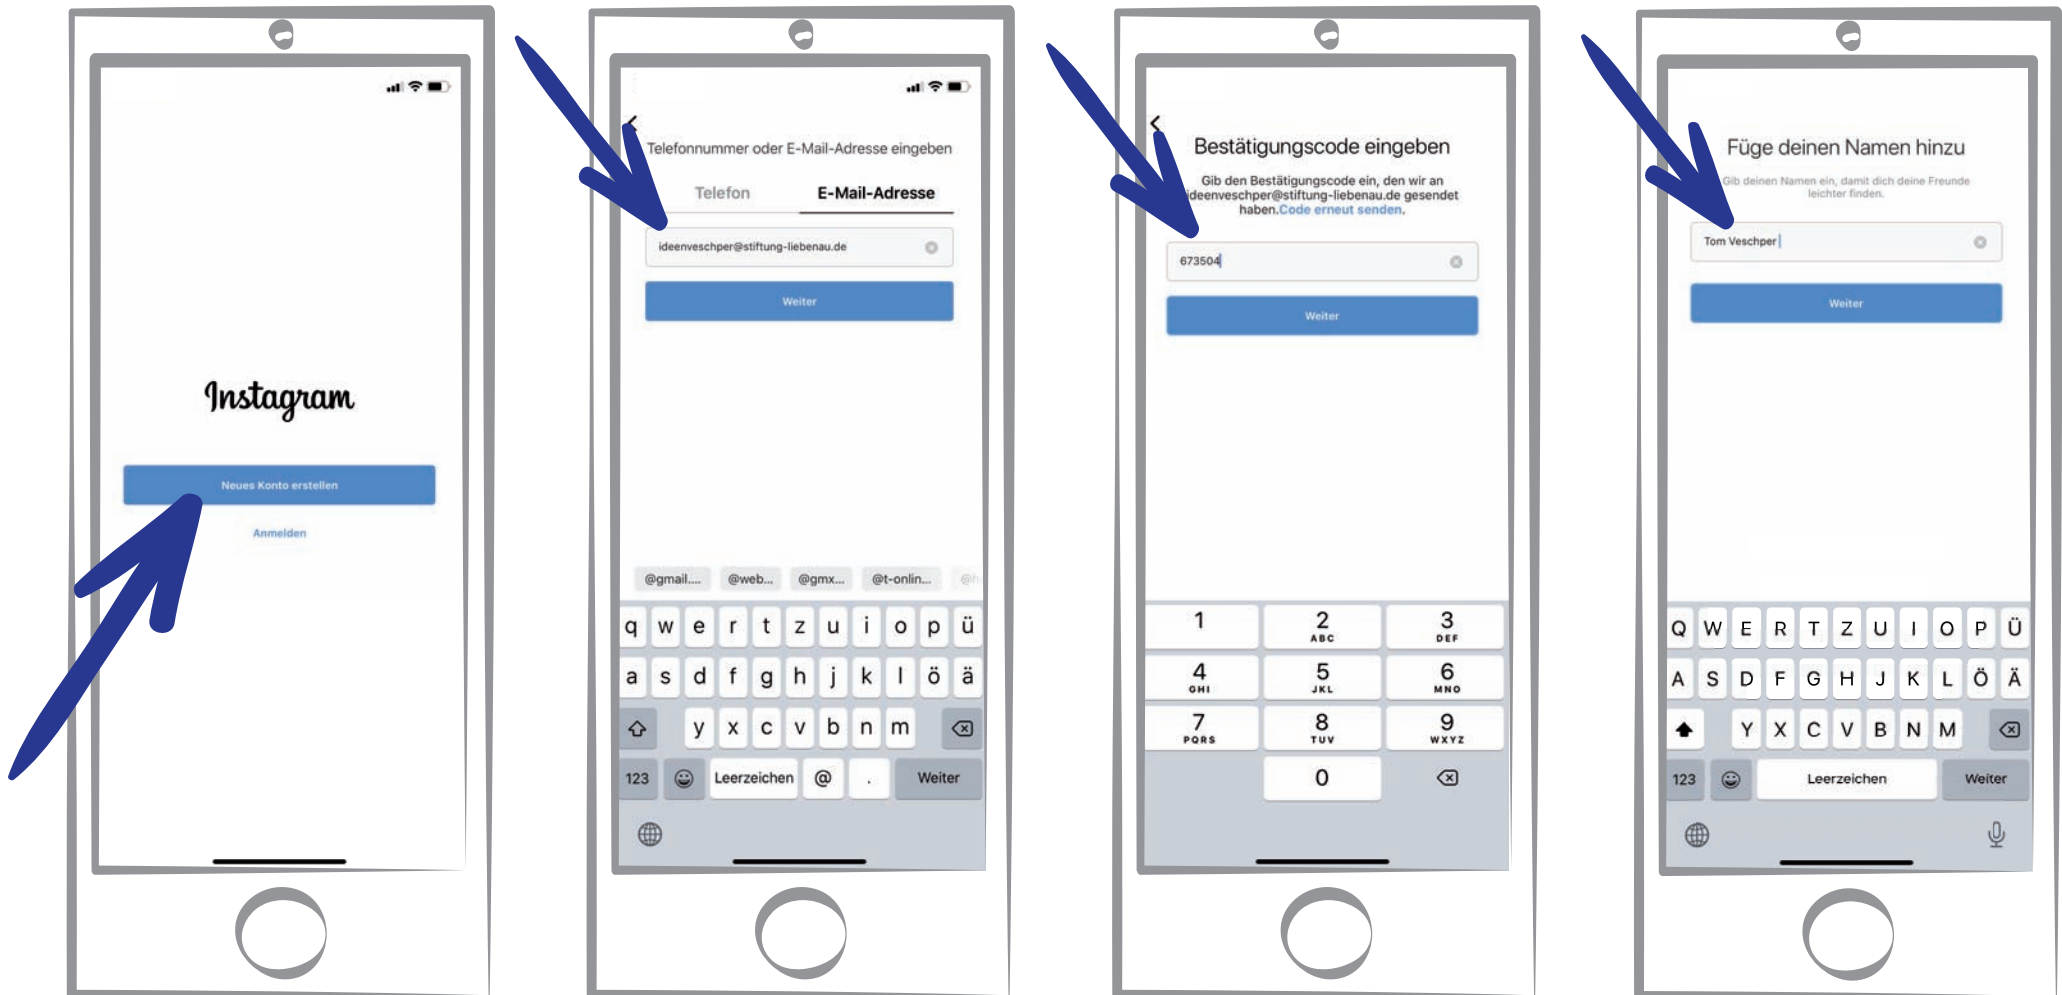 Instagram
Neues Konto erstellen
Anmelden
Telefonnummer oder E-Mail-Adresse eingeben
Telefon E-Mail-Adresse
ideenveschper@stiftung-liebenau.de
Weiter
@gmail.... @web... @gmx... @t-onlin... @h
q w e r t z u i o p ü
a s d f g h j k l ö ä
y x c v b n m
123 Leerzeichen @ . Weiter
Bestätigungscode eingeben
Gib den Bestätigungscode ein, den wir an
ideenveschper@stiftung-liebenau.de gesendet
haben.Code erneut senden.
673504
Weiter
1 2 3
ABC DEF
4 5 6
GHI JKL MNO
7 8 9
PQRS TUV WXYZ
0
Füge deinen Namen hinzu
Gib deinen Namen ein, damit dich deine Freunde
leichter finden.
Tom Veschper
Weiter
Q W E R T Z U I O P Ü
A S D F G H J K L Ö Ä
Y X C V B N M
123 Leerzeichen Weiter